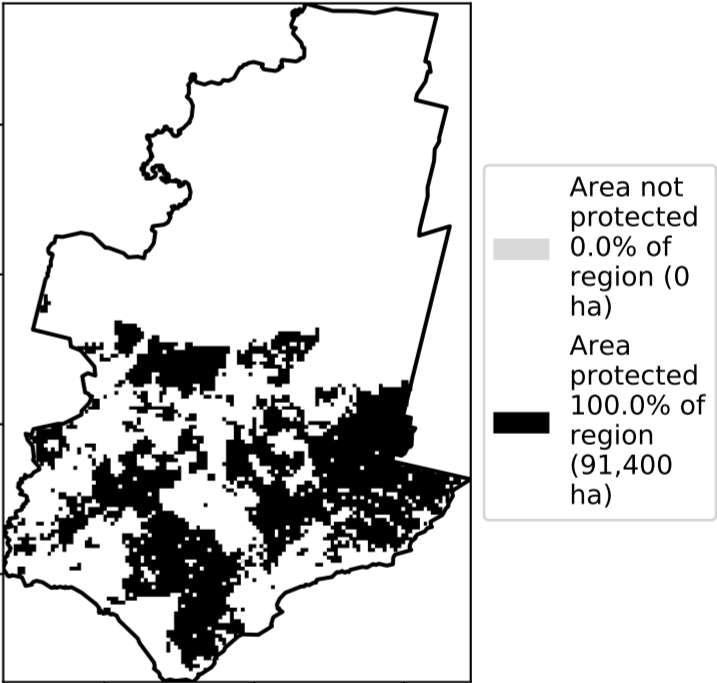 Area not
protected
0.0% of
region (0
ha)
Area
protected
100.0% of
region
(91,400
ha)